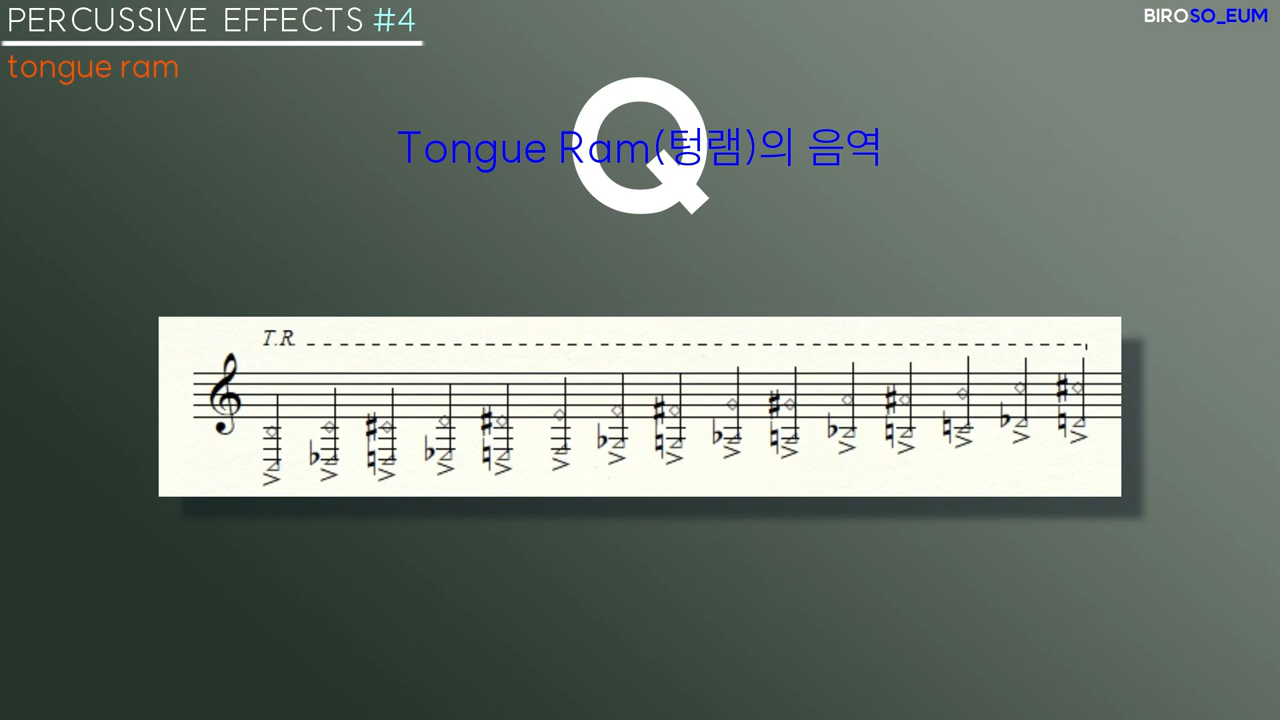 PERCUSSIVE EFFECTS #4
BIROSO_EUM
tongue ram
Q
Tongue Ram(텅램)의 음역
T.R.